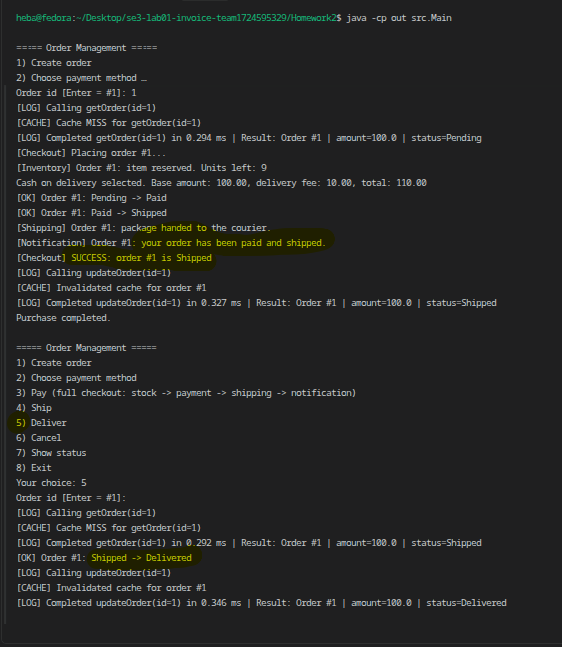 heba@fedora:~/Desktop/se3-lab01-invoice-team1724595329/Homework2$ java -cp out src.Main
===== Order Management =====
1) Create order
2) Choose payment method …
Order id [Enter = #1]: 1
[LOG] Calling getOrder(id=1)
[CACHE] Cache MISS for getOrder(id=1)
[LOG] Completed getOrder(id=1) in 0.294 ms | Result: Order #1 | amount=100.0 | status=Pending
[Checkout] Placing order #1...
[Inventory] Order #1: item reserved. Units left: 9
Cash on delivery selected. Base amount: 100.00, delivery fee: 10.00, total: 110.00
[OK] Order #1: Pending -> Paid
[OK] Order #1: Paid -> Shipped
[Shipping] Order #1: package handed to the courier.
[Notification] Order #1: your order has been paid and shipped.
[Checkout] SUCCESS: order #1 is Shipped
[LOG] Calling updateOrder(id=1)
[CACHE] Invalidated cache for order #1
[LOG] Completed updateOrder(id=1) in 0.327 ms | Result: Order #1 | amount=100.0 | status=Shipped
Purchase completed.
===== Order Management =====
1) Create order
2) Choose payment method
3) Pay (full checkout: stock -> payment -> shipping -> notification)
4) Ship
5) Deliver
6) Cancel
7) Show status
8) Exit
Your choice: 5
Order id [Enter = #1]:
[LOG] Calling getOrder(id=1)
[CACHE] Cache MISS for getOrder(id=1)
[LOG] Completed getOrder(id=1) in 0.292 ms | Result: Order #1 | amount=100.0 | status=Shipped
[OK] Order #1: Shipped -> Delivered
[LOG] Calling updateOrder(id=1)
[CACHE] Invalidated cache for order #1
[LOG] Completed updateOrder(id=1) in 0.346 ms | Result: Order #1 | amount=100.0 | status=Delivered